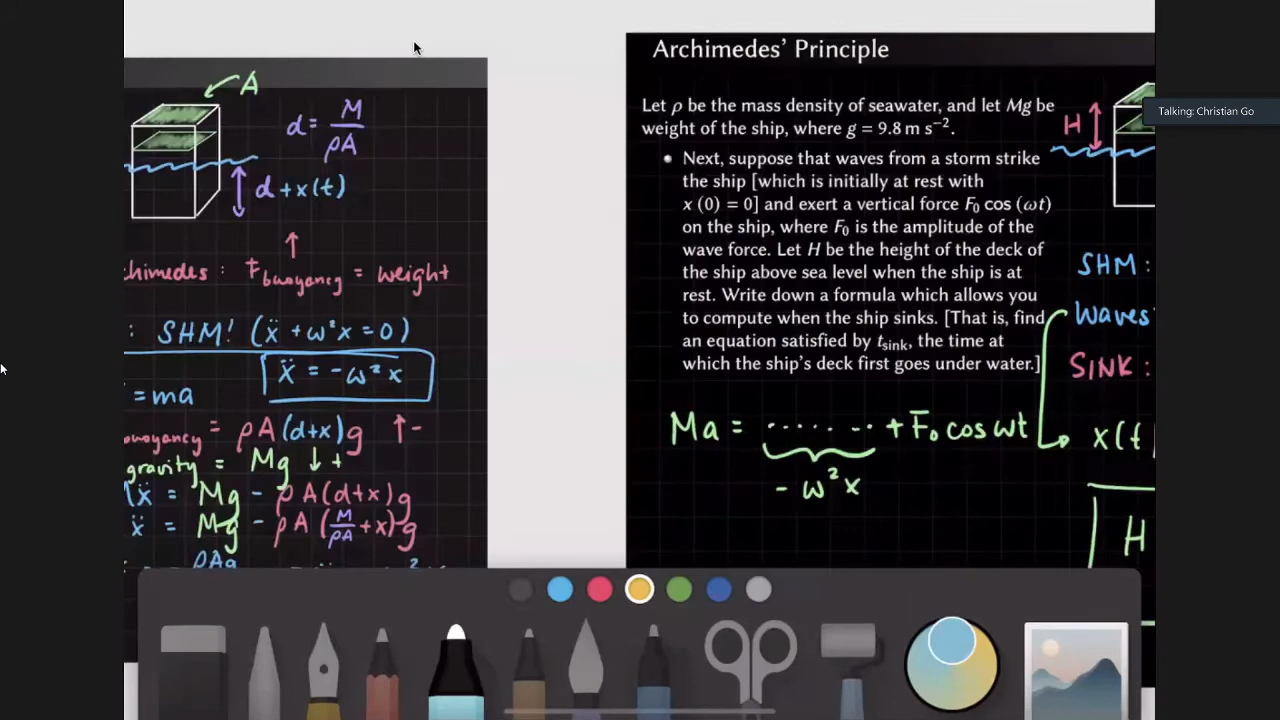 A
d = M/ρA
d + x(t)
chimedes : F buoyancy = weight
: SHM! (ẍ + ω²x = 0)
ẍ = -ω²x
= ma
uoyancy = ρA(d+x)g ↑ -
gravity = Mg ↓ +
ẍ = Mg - ρA(d+x)g
ẍ = Mg - ρA(M/ρA + x)g
ρAg
Archimedes' Principle
Let ρ be the mass density of seawater, and let Mg be
weight of the ship, where g = 9.8 m s⁻².
• Next, suppose that waves from a storm strike
the ship [which is initially at rest with
x (0) = 0] and exert a vertical force F₀ cos (ωt)
on the ship, where F₀ is the amplitude of the
wave force. Let H be the height of the deck of
the ship above sea level when the ship is at
rest. Write down a formula which allows you
to compute when the ship sinks. [That is, find
an equation satisfied by t_sink, the time at
which the ship's deck first goes under water.]
Ma = ....... + F₀ cos ωt
- ω²x
H
SHM :
Waves
SINK :
x(t
H
Talking: Christian Go